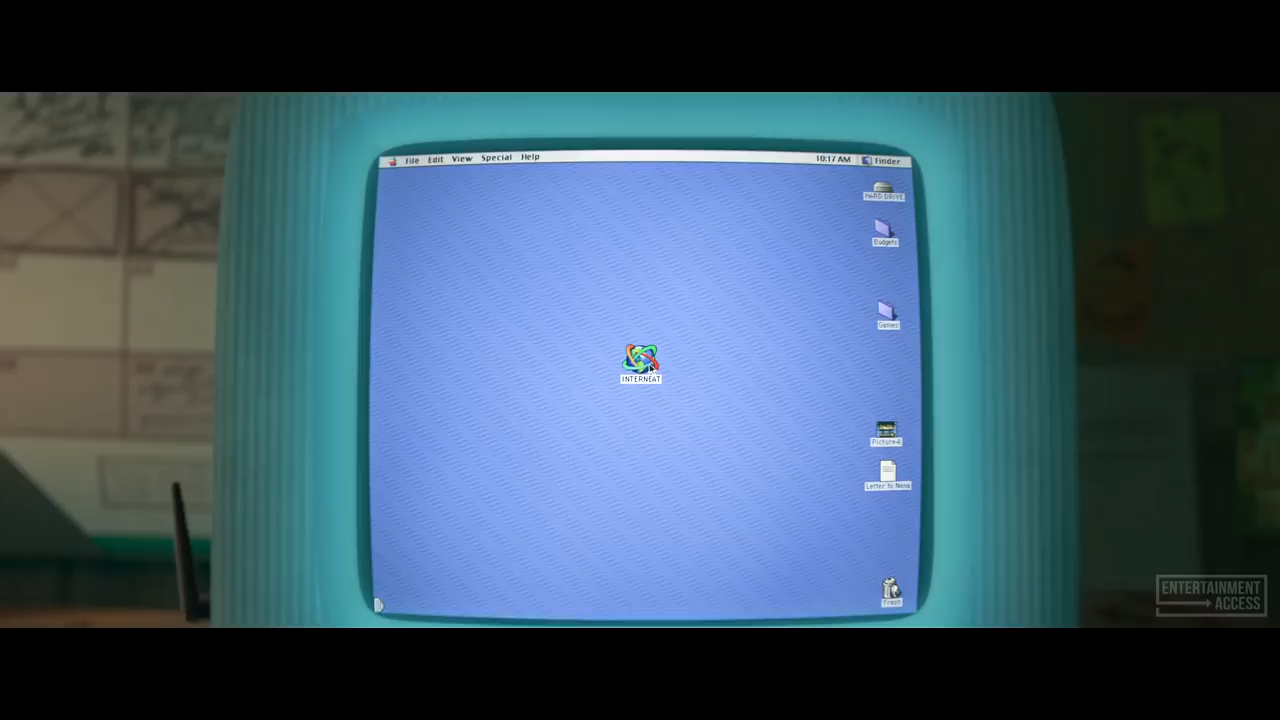 File Edit View Special Help 10:17 AM Finder
HARD DRIVE
Budgets
Games
INTERNEAT
Picture4
Letter to Nana
Trash
ENTERTAINMENT
ACCESS